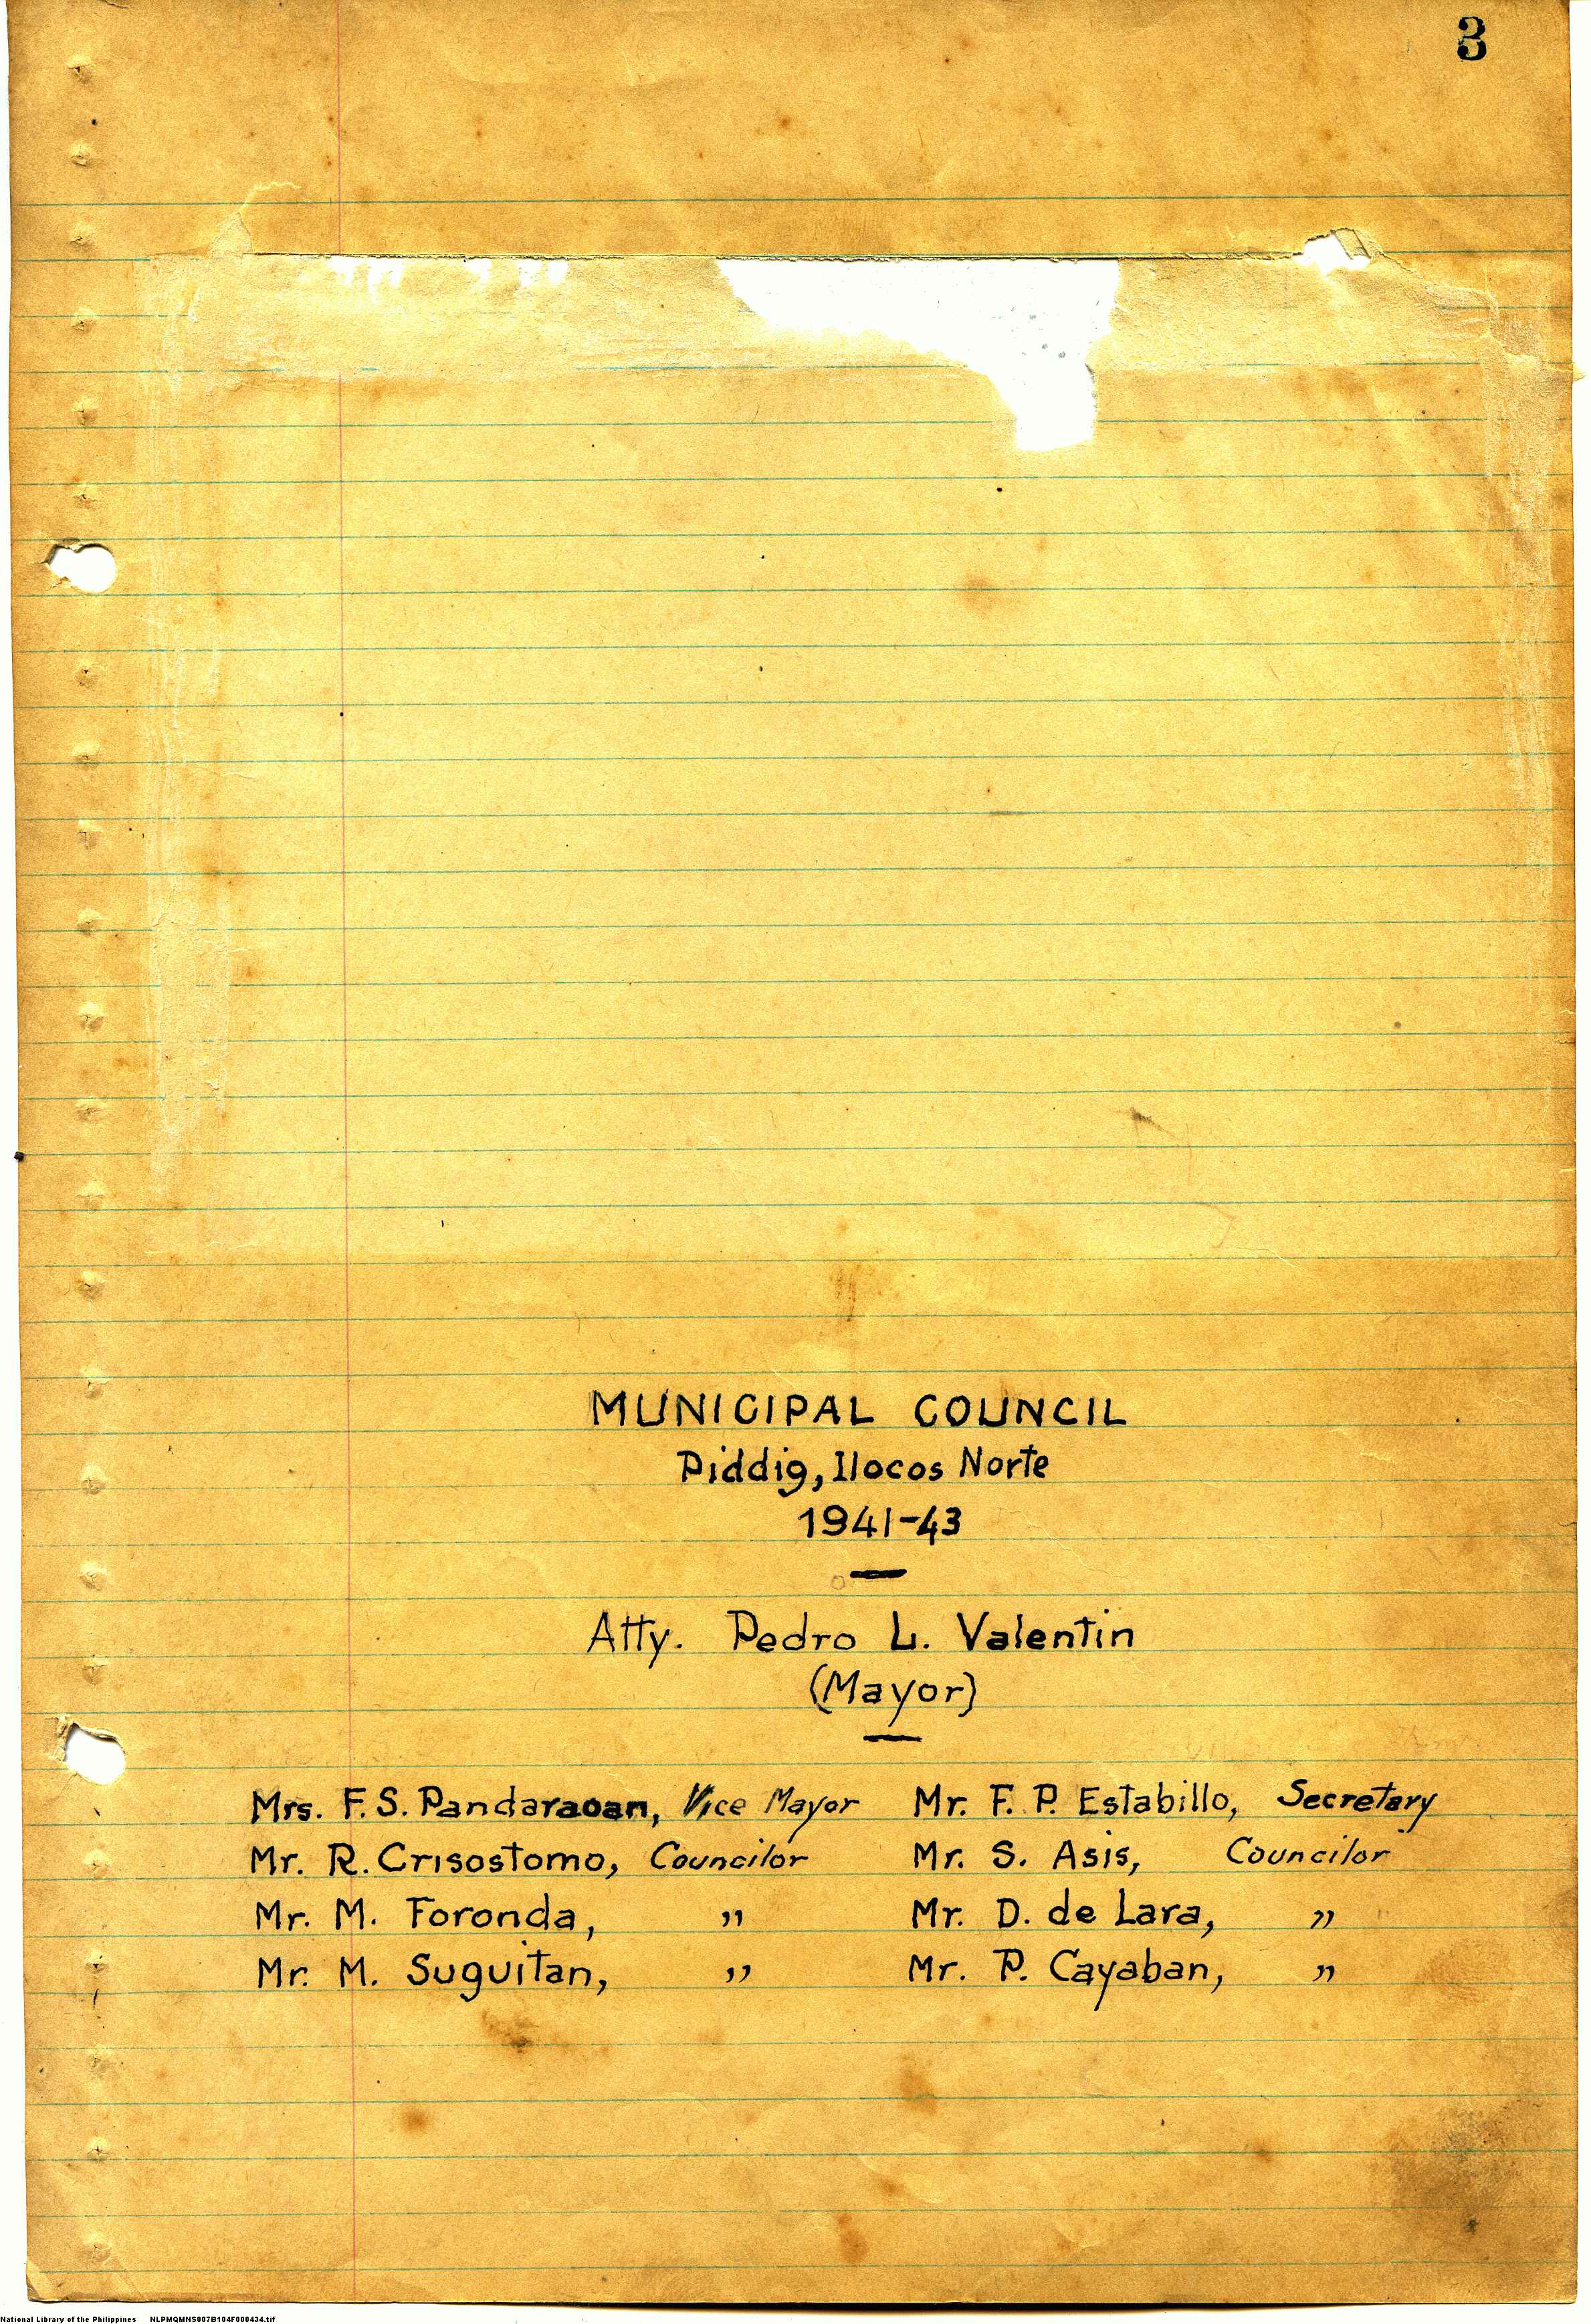 3
MUNICIPAL COUNCIL
Piddig, Ilocos Norte
1941-43
Atty. Pedro L. Valentin
(Mayor)
Mrs. F. S. Pandaraoan, Vice Mayor Mr. F. P. Estabillo, Secretary
Mr. R. Crisostomo, Councilor Mr. S. Asis, Councilor
Mr. M. Foronda, " Mr. D. de Lara, "
Mr. M. Suguitan, " Mr. P. Cayaban, "
National Library of the Philippines NLPMQMNS007B104F000434.tif